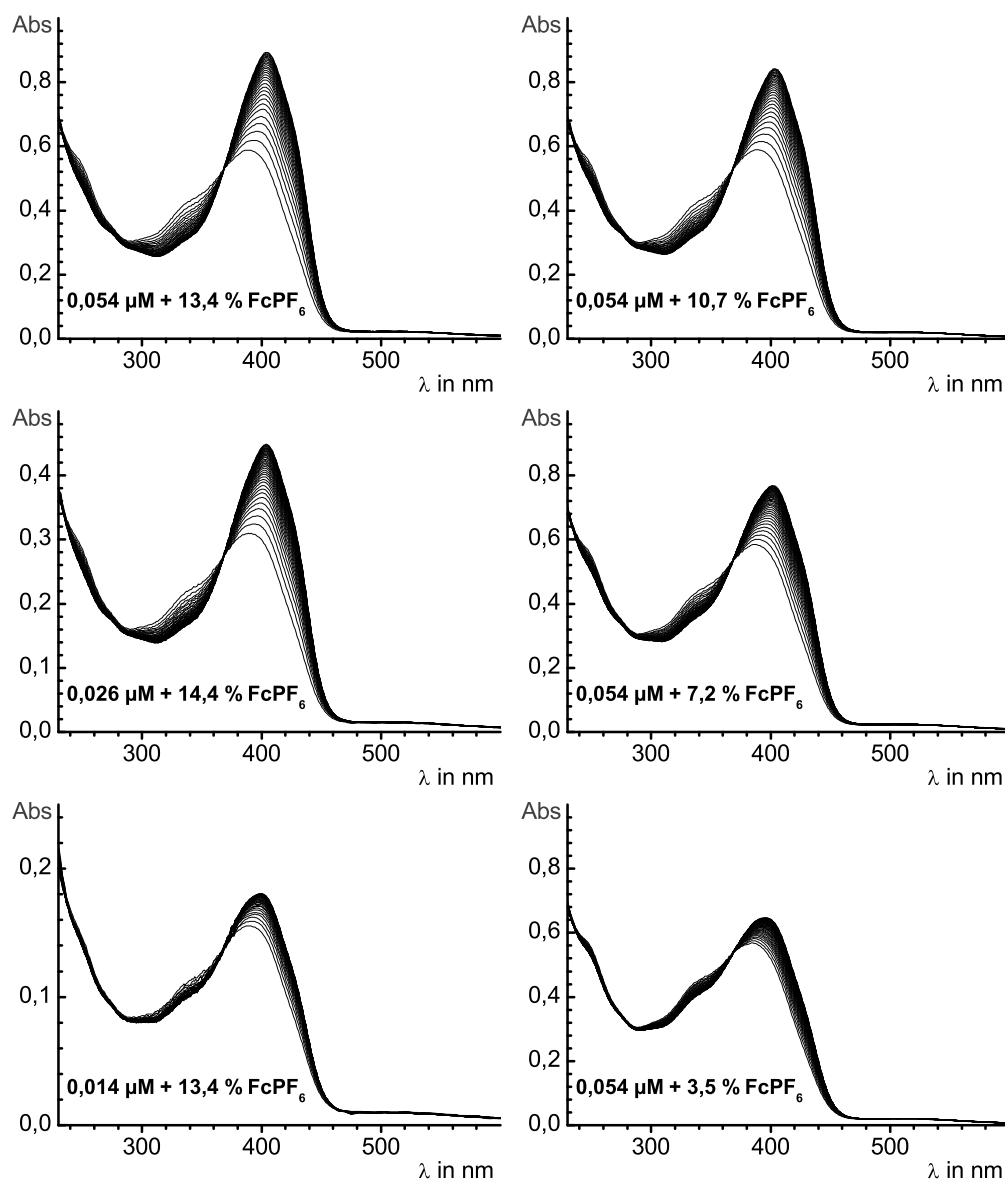 Abs
0,8
0,6
0,4
0,2
0,0
0,054 µM + 13,4 % FcPF6
300 400 500
λ in nm
Abs
0,8
0,6
0,4
0,2
0,0
0,054 µM + 10,7 % FcPF6
300 400 500
λ in nm
Abs
0,4
0,3
0,2
0,1
0,0
0,026 µM + 14,4 % FcPF6
300 400 500
λ in nm
Abs
0,8
0,6
0,4
0,2
0,0
0,054 µM + 7,2 % FcPF6
300 400 500
λ in nm
Abs
0,2
0,1
0,0
0,014 µM + 13,4 % FcPF6
300 400 500
λ in nm
Abs
0,8
0,6
0,4
0,2
0,0
0,054 µM + 3,5 % FcPF6
300 400 500
λ in nm